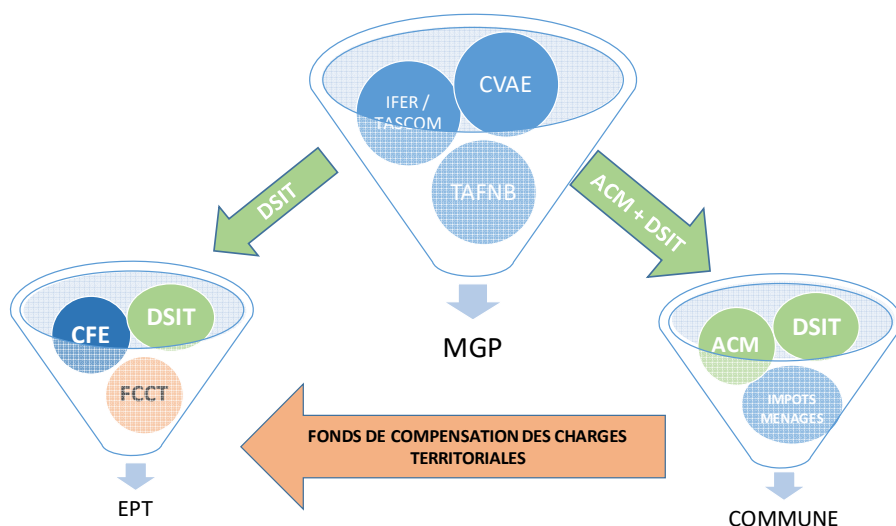 CVAE
IFER /
TASCOM
TAFNB
DSIT
ACM + DSIT
MGP
CFE
DSIT
FCCT
ACM
DSIT
IMPOTS
MENAGES
FONDS DE COMPENSATION DES CHARGES
TERRITORIALES
EPT
COMMUNE